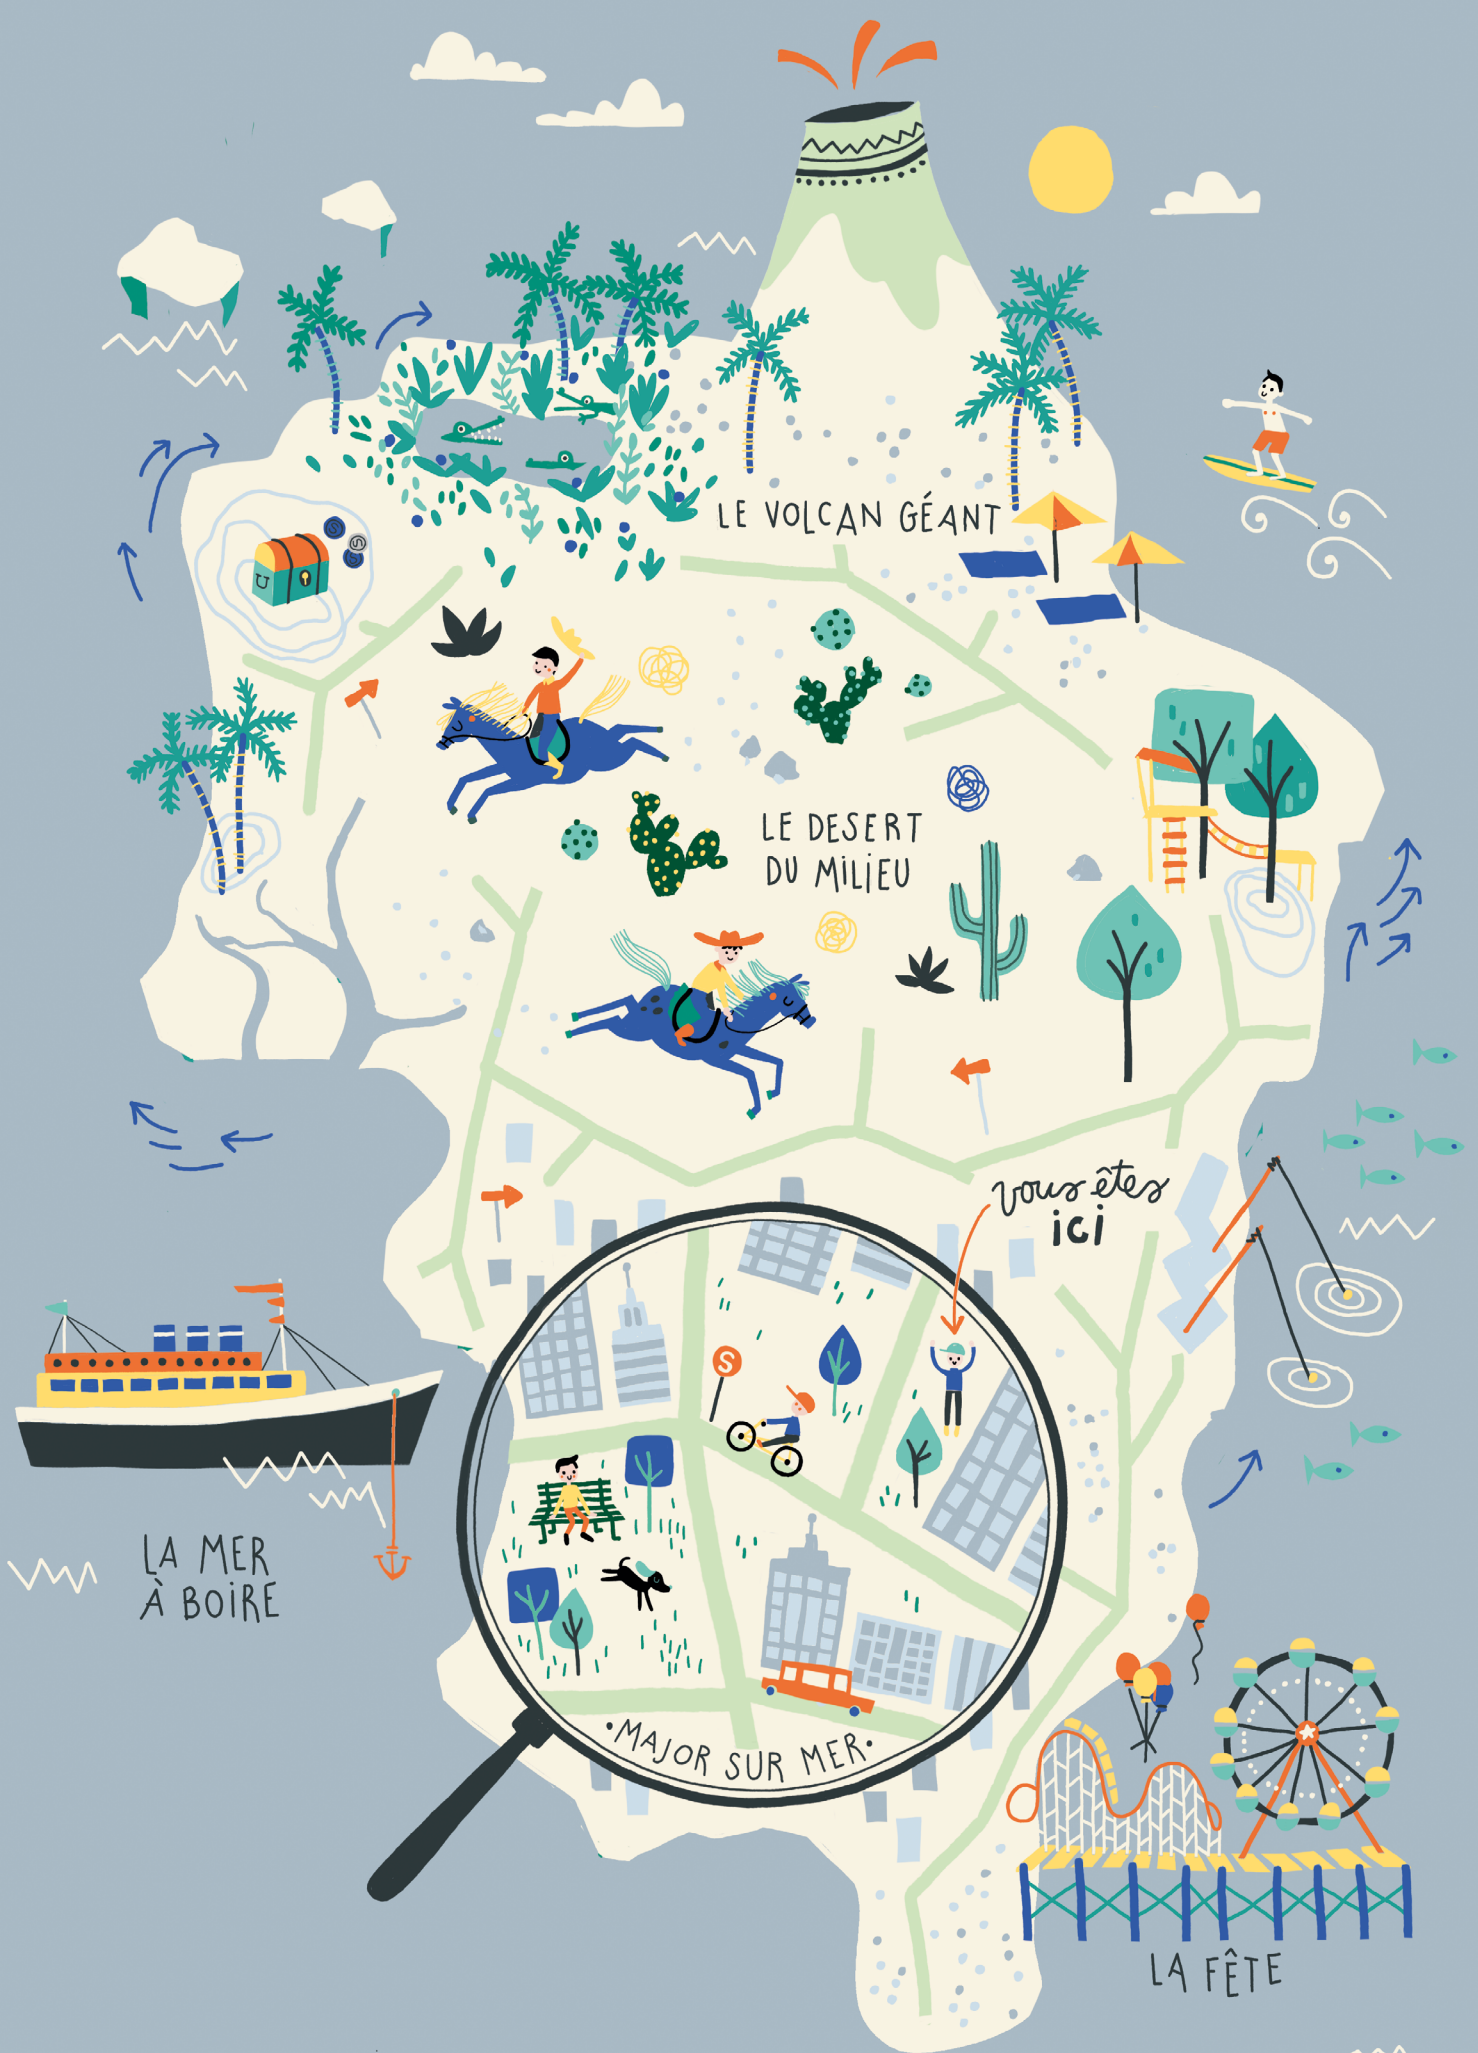 LE VOLCAN GÉANT
LE DESERT
DU MILIEU
vous êtes
ici
S
LA MER
À BOIRE
·MAJOR SUR MER·
LA FÊTE